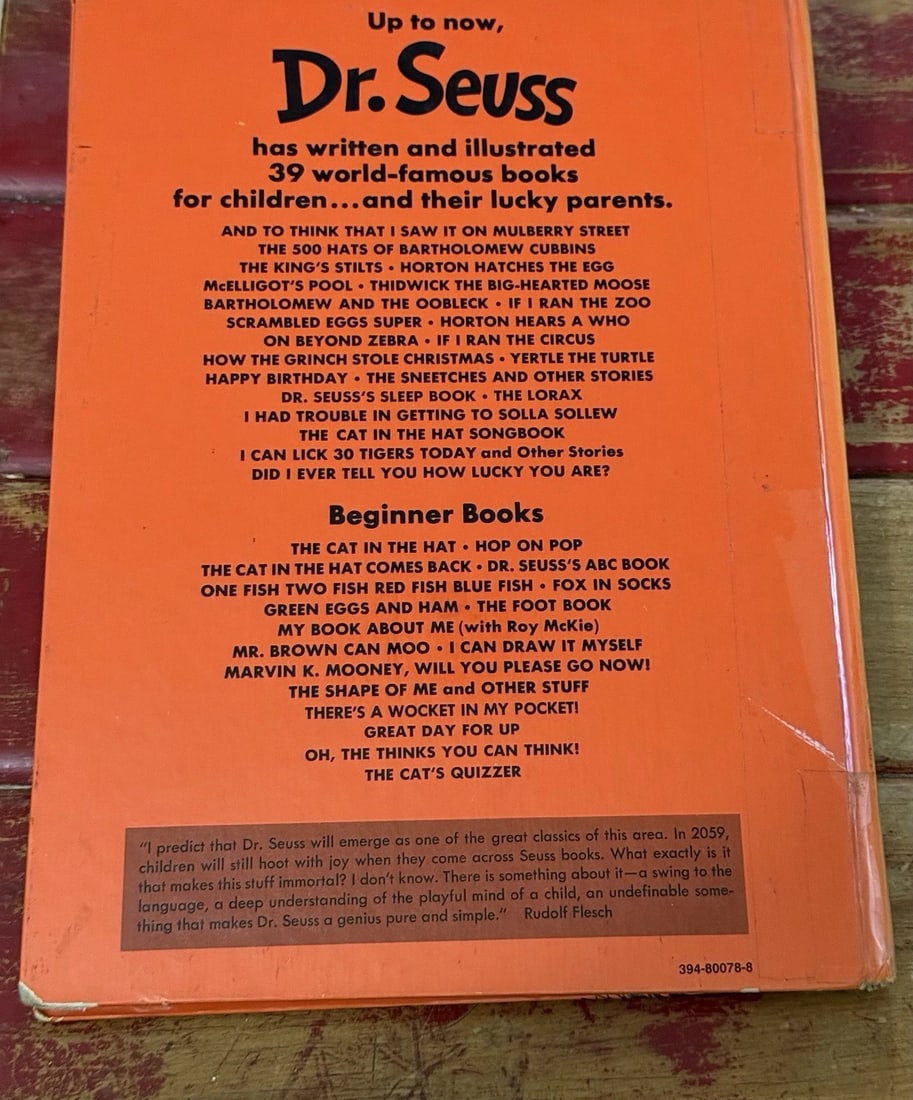 Up to now,
Dr. Seuss
has written and illustrated
39 world-famous books
for children...and their lucky parents.
AND TO THINK THAT I SAW IT ON MULBERRY STREET
THE 500 HATS OF BARTHOLOMEW CUBBINS
THE KING'S STILTS • HORTON HATCHES THE EGG
McELLIGOT'S POOL • THIDWICK THE BIG-HEARTED MOOSE
BARTHOLOMEW AND THE OOBLECK • IF I RAN THE ZOO
SCRAMBLED EGGS SUPER • HORTON HEARS A WHO
ON BEYOND ZEBRA • IF I RAN THE CIRCUS
HOW THE GRINCH STOLE CHRISTMAS • YERTLE THE TURTLE
HAPPY BIRTHDAY • THE SNEETCHES AND OTHER STORIES
DR. SEUSS'S SLEEP BOOK • THE LORAX
I HAD TROUBLE IN GETTING TO SOLLA SOLLEW
THE CAT IN THE HAT SONGBOOK
I CAN LICK 30 TIGERS TODAY and Other Stories
DID I EVER TELL YOU HOW LUCKY YOU ARE?
Beginner Books
THE CAT IN THE HAT • HOP ON POP
THE CAT IN THE HAT COMES BACK • DR. SEUSS'S ABC BOOK
ONE FISH TWO FISH RED FISH BLUE FISH • FOX IN SOCKS
GREEN EGGS AND HAM • THE FOOT BOOK
MY BOOK ABOUT ME (with Roy McKie)
MR. BROWN CAN MOO • I CAN DRAW IT MYSELF
MARVIN K. MOONEY, WILL YOU PLEASE GO NOW!
THE SHAPE OF ME and OTHER STUFF
THERE'S A WOCKET IN MY POCKET!
GREAT DAY FOR UP
OH, THE THINKS YOU CAN THINK!
THE CAT'S QUIZZER
"I predict that Dr. Seuss will emerge as one of the great classics of this area. In 2059,
children will still hoot with joy when they come across Seuss books. What exactly is it
that makes this stuff immortal? I don't know. There is something about it—a swing to the
language, a deep understanding of the playful mind of a child, an undefinable some-
thing that makes Dr. Seuss a genius pure and simple." Rudolf Flesch
394-80078-8